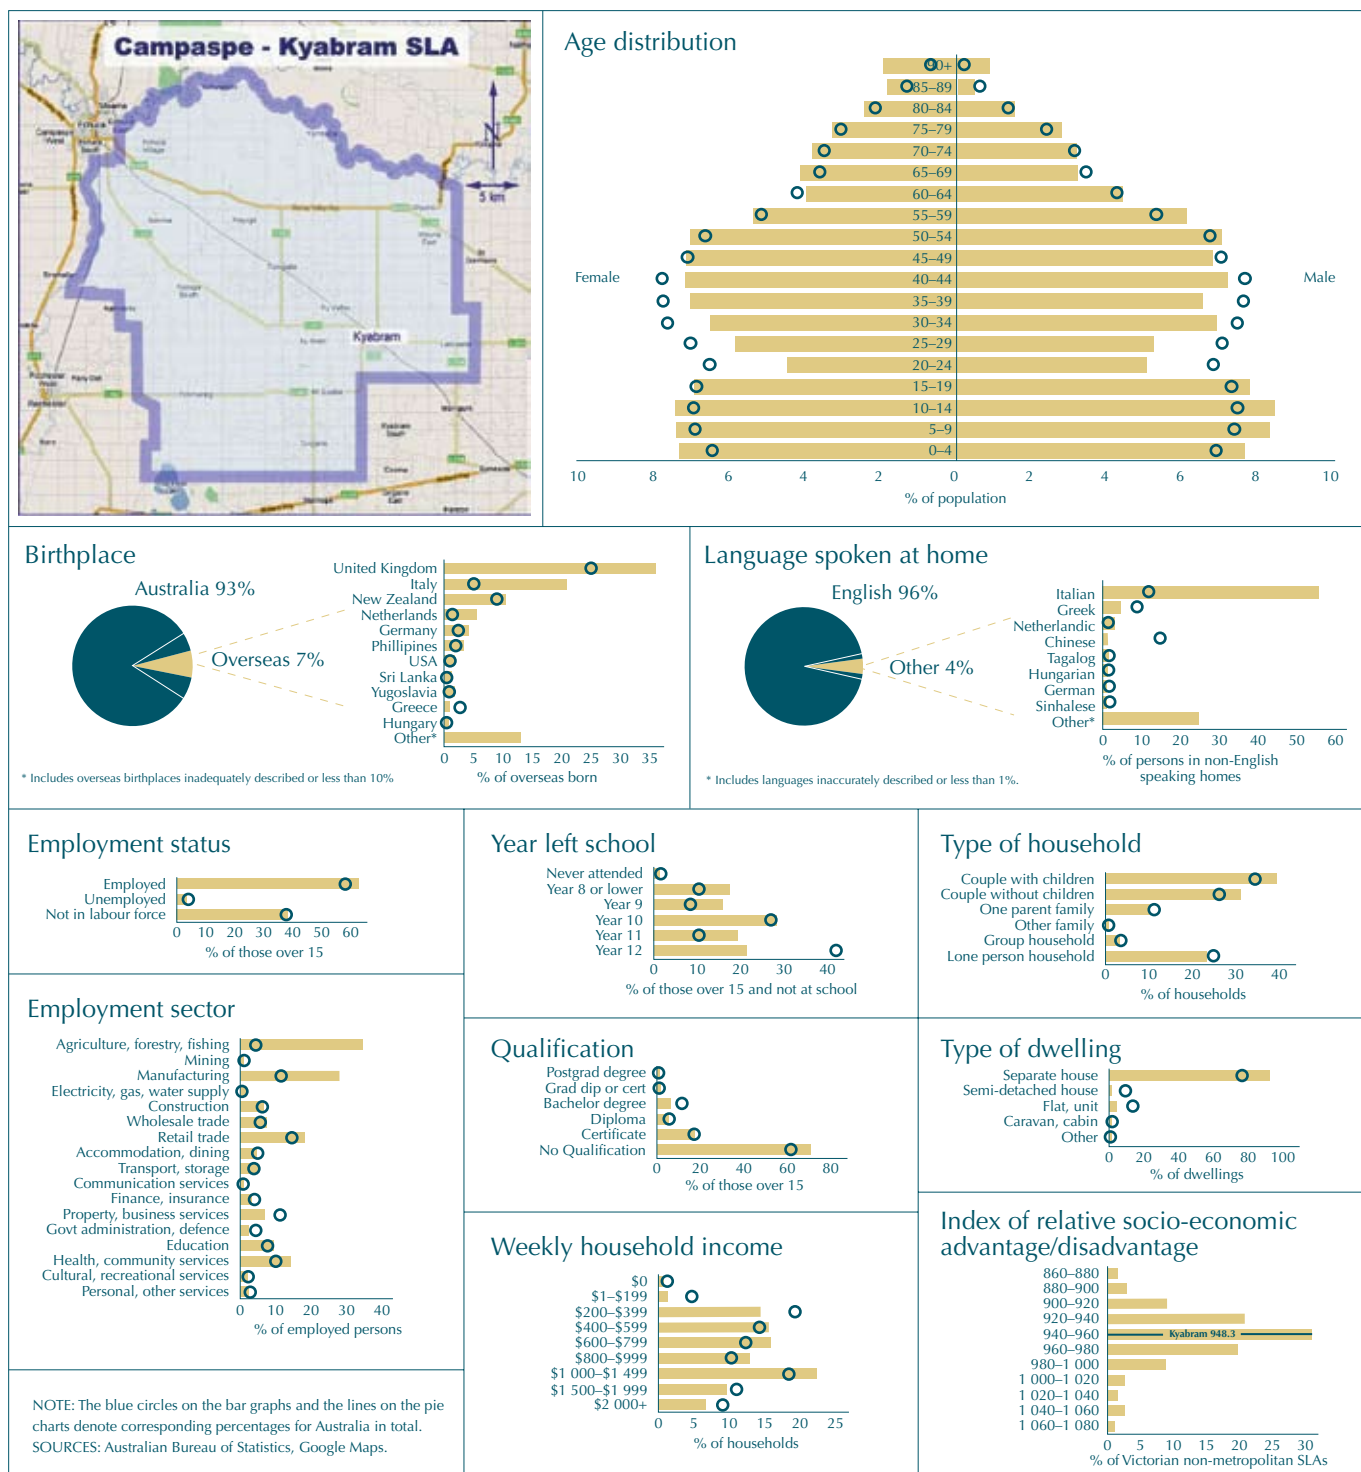 Campaspe - Kyabram SLA
N
5 km
Kyabram
Age distribution
90+
85–89
80–84
75–79
70–74
65–69
60–64
55–59
50–54
45–49
Female
40–44
Male
35–39
30–34
25–29
20–24
15–19
10–14
5–9
0–4
10 8 6 4 2 0 2 4 6 8 10
% of population
Birthplace
Australia 93%
Overseas 7%
United Kingdom
Italy
New Zealand
Netherlands
Germany
Phillipines
USA
Sri Lanka
Yugoslavia
Greece
Hungary
Other*
0 5 10 15 20 25 30 35
% of overseas born
* Includes overseas birthplaces inadequately described or less than 10%
Language spoken at home
English 96%
Other 4%
Italian
Greek
Netherlandic
Chinese
Tagalog
Hungarian
German
Sinhalese
Other*
0 10 20 30 40 50 60
% of persons in non-English
speaking homes
* Includes languages inaccurately described or less than 1%.
Employment status
Employed
Unemployed
Not in labour force
0 10 20 30 40 50 60
% of those over 15
Employment sector
Agriculture, forestry, fishing
Mining
Manufacturing
Electricity, gas, water supply
Construction
Wholesale trade
Retail trade
Accommodation, dining
Transport, storage
Communication services
Finance, insurance
Property, business services
Govt administration, defence
Education
Health, community services
Cultural, recreational services
Personal, other services
0 10 20 30 40
% of employed persons
NOTE: The blue circles on the bar graphs and the lines on the pie
charts denote corresponding percentages for Australia in total.
SOURCES: Australian Bureau of Statistics, Google Maps.
Year left school
Never attended
Year 8 or lower
Year 9
Year 10
Year 11
Year 12
0 10 20 30 40
% of those over 15 and not at school
Qualification
Postgrad degree
Grad dip or cert
Bachelor degree
Diploma
Certificate
No Qualification
0 20 40 60 80
% of those over 15
Weekly household income
$0
$1–$199
$200–$399
$400–$599
$600–$799
$800–$999
$1 000–$1 499
$1 500–$1 999
$2 000+
0 5 10 15 20 25
% of households
Type of household
Couple with children
Couple without children
One parent family
Other family
Group household
Lone person household
0 10 20 30 40
% of households
Type of dwelling
Separate house
Semi-detached house
Flat, unit
Caravan, cabin
Other
0 20 40 60 80 100
% of dwellings
Index of relative socio-economic
advantage/disadvantage
860–880
880–900
900–920
920–940
940–960
Kyabram 948.3
960–980
980–1 000
1 000–1 020
1 020–1 040
1 040–1 060
1 060–1 080
0 5 10 15 20 25 30
% of Victorian non-metropolitan SLAs